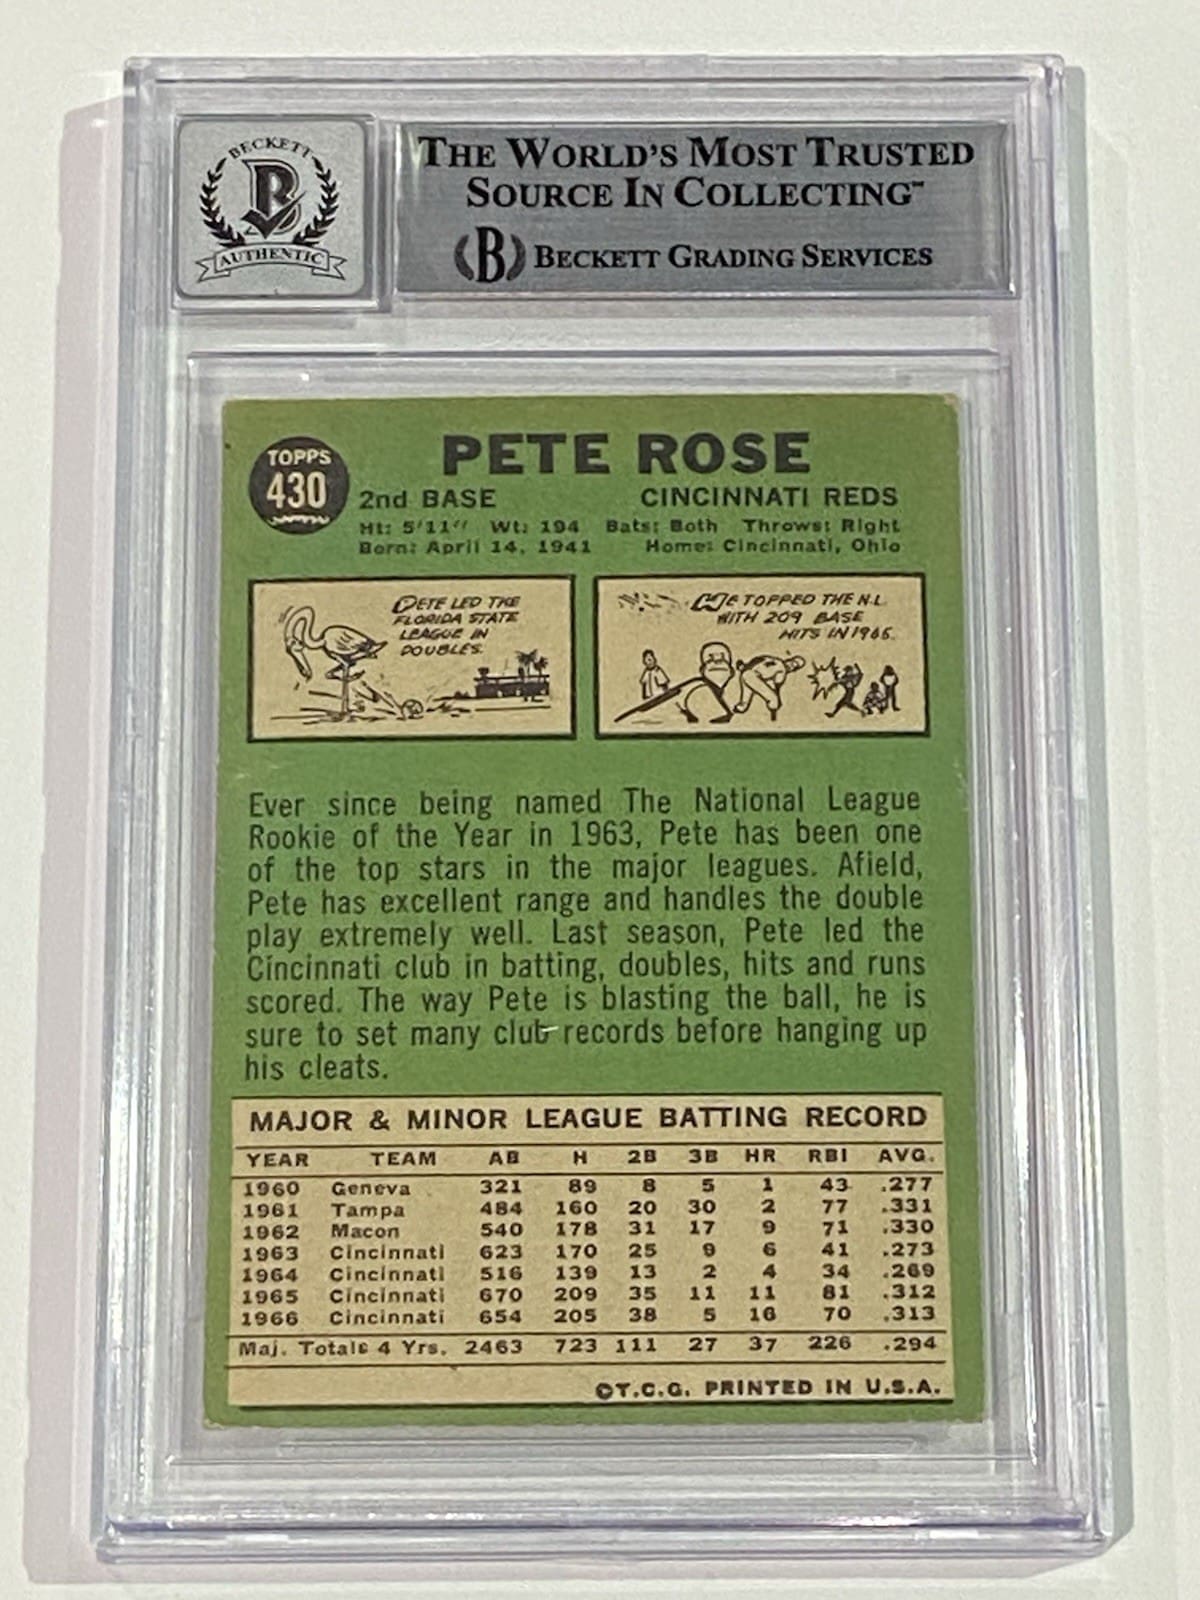 BECKETT
B
AUTHENTIC
THE WORLD'S MOST TRUSTED
SOURCE IN COLLECTING™
(B) BECKETT GRADING SERVICES
TOPPS
430
PETE ROSE
2nd BASE CINCINNATI REDS
Ht: 5'11" Wt: 194 Bats: Both Throws: Right
Born: April 14, 1941 Home: Cincinnati, Ohio
PETE LED THE
FLORIDA STATE
LEAGUE IN
DOUBLES.
HE TOPPED THE N.L.
WITH 209 BASE
HITS IN 1965.
Ever since being named The National League
Rookie of the Year in 1963, Pete has been one
of the top stars in the major leagues. Afield,
Pete has excellent range and handles the double
play extremely well. Last season, Pete led the
Cincinnati club in batting, doubles, hits and runs
scored. The way Pete is blasting the ball, he is
sure to set many club records before hanging up
his cleats.
MAJOR & MINOR LEAGUE BATTING RECORD
YEAR TEAM AB H 2B 3B HR RBI AVG.
1960 Geneva 321 89 8 5 1 43 .277
1961 Tampa 484 160 20 30 2 77 .331
1962 Macon 540 178 31 17 9 71 .330
1963 Cincinnati 623 170 25 9 6 41 .273
1964 Cincinnati 516 139 13 2 4 34 .269
1965 Cincinnati 670 209 35 11 11 81 .312
1966 Cincinnati 654 205 38 5 16 70 .313
Maj. Totals 4 Yrs. 2463 723 111 27 37 226 .294
©T.C.G. PRINTED IN U.S.A.